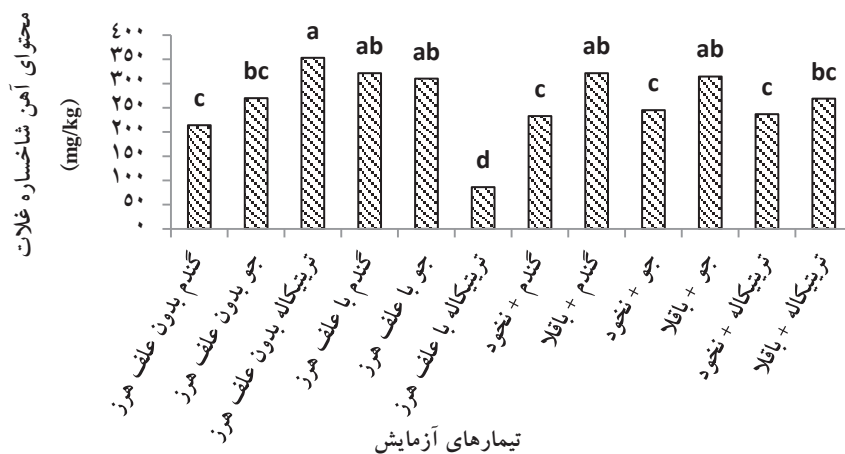 محتوای آهن شاخساره غلات
(mg/kg)
۴۰۰
۳۵۰
۳۰۰
۲۵۰
۲۰۰
۱۵۰
۱۰۰
۵۰
۰
c
bc
a
ab
ab
d
c
ab
c
ab
c
bc
گندم بدون علف هرز
جو بدون علف هرز
تریتیکاله بدون علف هرز
گندم با علف هرز
جو با علف هرز
تریتیکاله با علف هرز
گندم + نخود
گندم + باقلا
جو + نخود
جو + باقلا
تریتیکاله + نخود
تریتیکاله + باقلا
تیمارهای آزمایش